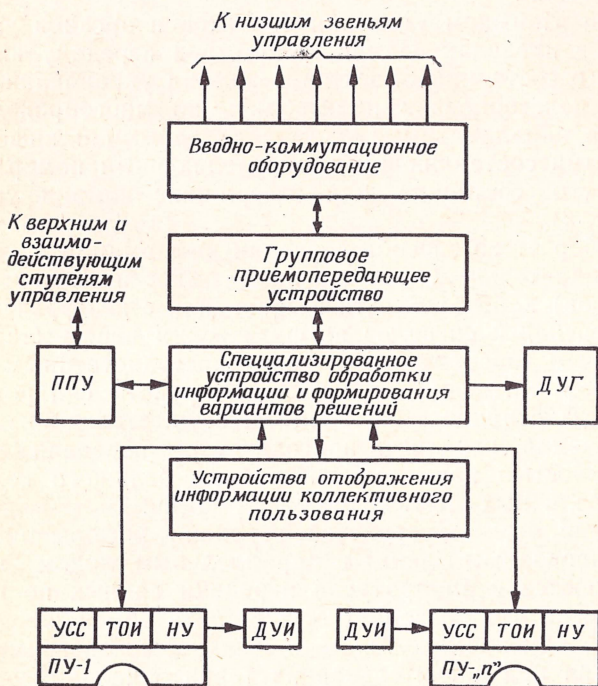 К низшим звеньям
управления
Вводно-коммутационное
оборудование
К верхним и
взаимо-
действующим
ступеням
управления
Групповое
приемопередающее
устройство
ППУ
Специализированное
устройство обработки
информации и формирования
вариантов решений
ДУГ
Устройства отображения
информации коллективного
пользования
УСС ТОИ НУ
ДУИ
ДУИ
УСС ТОИ НУ
ПУ-1
ПУ-„n"